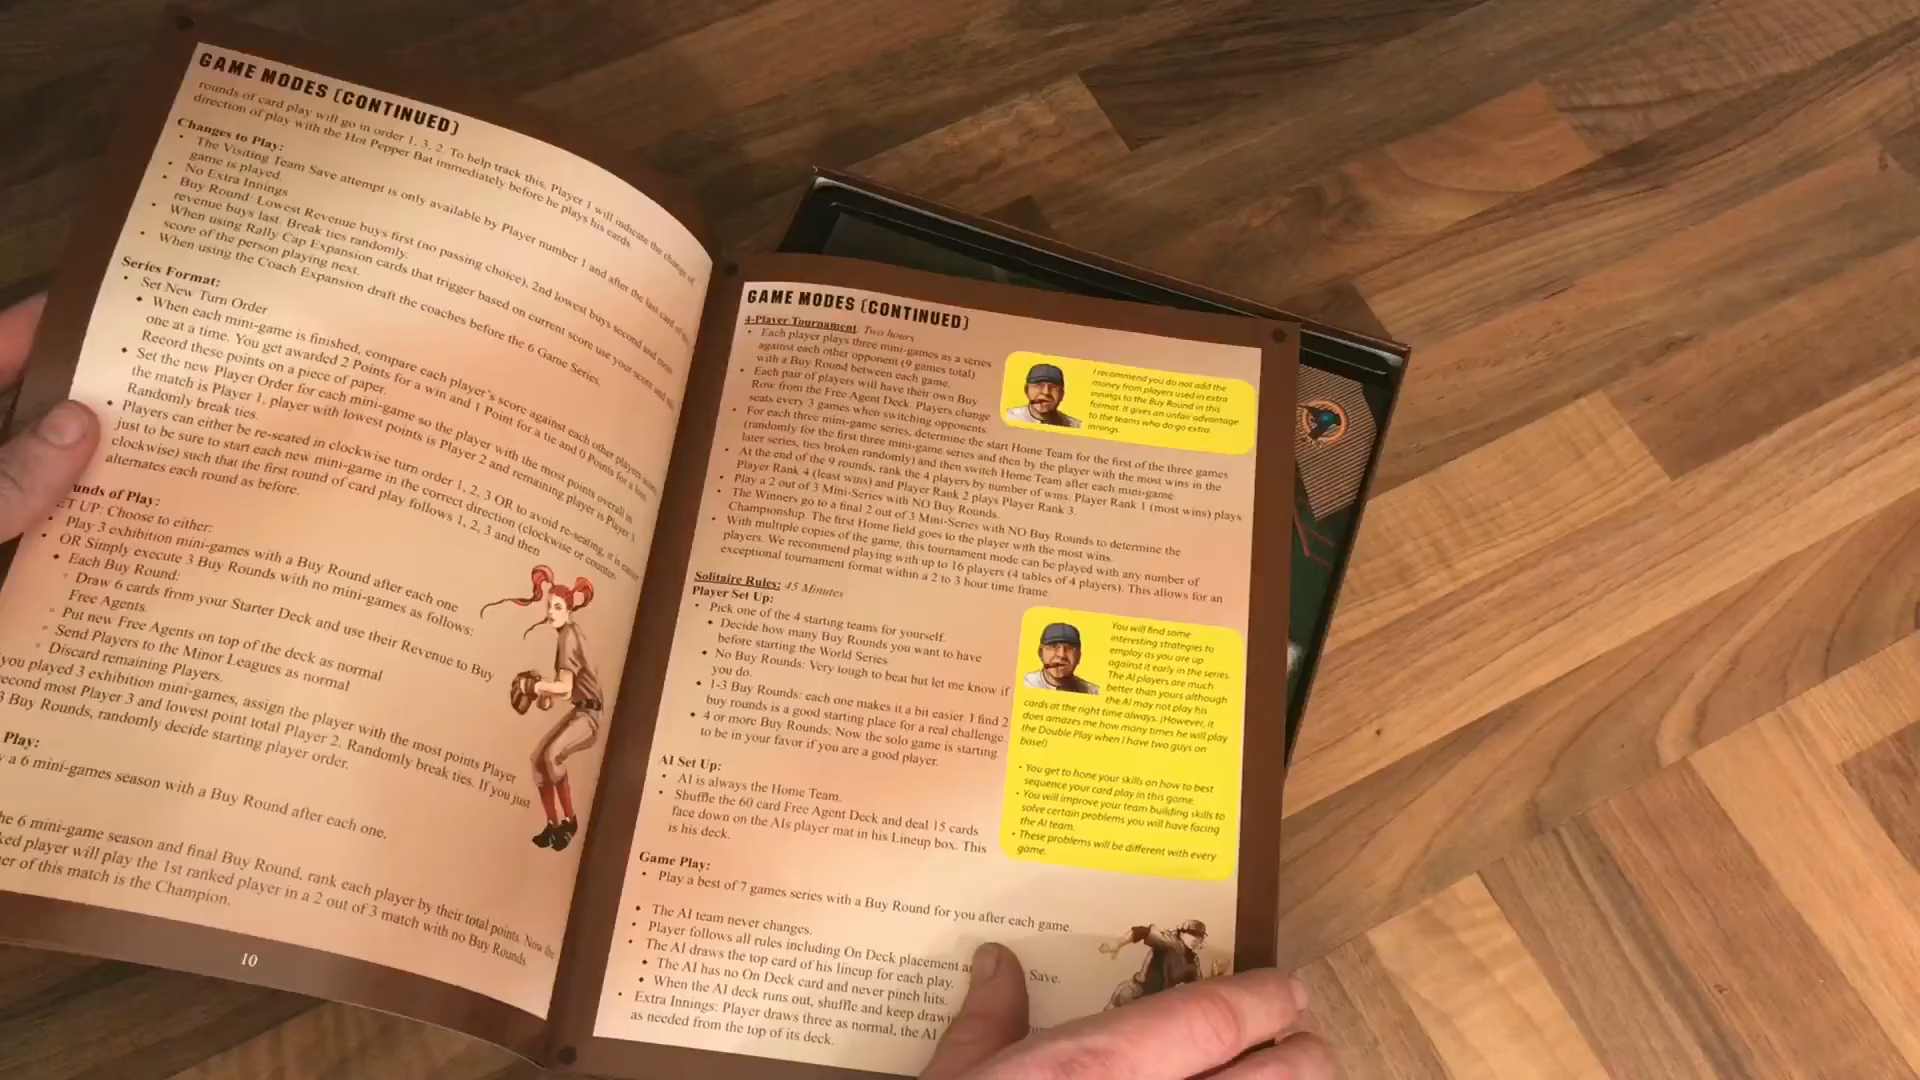 GAME MODES (CONTINUED)
rounds of card play will go in order 1, 3, 2. To help track this, Player 1 will indicate the change of
direction of play with the Hot Pepper Bat immediately before he plays his cards.
Changes to Play:
• The Visiting Team Save attempt is only available by Player number 1 and after the last card of
game is played.
• No Extra Innings
• Buy Round: Lowest Revenue buys first (no passing choice), 2nd lowest buys second and most
revenue buys last. Break ties randomly.
• When using Rally Cap Expansion cards that trigger based on current score use your score and the
score of the person playing next.
• When using the Coach Expansion draft the coaches before the 6 Game Series.
Series Format:
• Set New Turn Order
• When each mini-game is finished, compare each player's score against each other players score,
one at a time. You get awarded 2 Points for a win and 1 Point for a tie and 0 Points for a loss.
Record these points on a piece of paper.
• Set the new Player Order for each mini-game so the player with the most points overall in
the match is Player 1, player with lowest points is Player 2 and remaining player is Player 3.
Randomly break ties.
• Players can either be re-seated in clockwise turn order 1, 2, 3 OR to avoid re-seating, it is easier
just to be sure to start each new mini-game in the correct direction (clockwise or counter-
clockwise) such that the first round of card play follows 1, 2, 3 and then
alternates each round as before.
unds of Play:
ET UP: Choose to either:
• Play 3 exhibition mini-games with a Buy Round after each one
• OR Simply execute 3 Buy Rounds with no mini-games as follows:
• Each Buy Round:
◦ Draw 6 cards from your Starter Deck and use their Revenue to Buy
Free Agents.
◦ Put new Free Agents on top of the deck as normal
◦ Send Players to the Minor Leagues as normal
◦ Discard remaining Players.
you played 3 exhibition mini-games, assign the player with the most points Player
econd most Player 3 and lowest point total Player 2. Randomly break ties. If you just
3 Buy Rounds, randomly decide starting player order.
Play:
a 6 mini-games season with a Buy Round after each one.
he 6 mini-game season and final Buy Round, rank each player by their total points. Now the
ked player will play the 1st ranked player in a 2 out of 3 match with no Buy Rounds.
er of this match is the Champion.
10
GAME MODES (CONTINUED)
4-Player Tournament Two hours
• Each player plays three mini-games as a series
against each other opponent (9 games total)
with a Buy Round between each game.
• Each pair of players will have their own Buy
Row from the Free Agent Deck. Players change
seats every 3 games when switching opponents.
• For each three mini-game series, determine the start Home Team for the first of the three games
(randomly for the first three mini-game series and then by the player with the most wins in the
later series, ties broken randomly) and then switch Home Team after each mini-game.
• At the end of the 9 rounds, rank the 4 players by number of wins. Player Rank 1 (most wins) plays
Player Rank 4 (least wins) and Player Rank 2 plays Player Rank 3.
• Play a 2 out of 3 Mini-Series with NO Buy Rounds.
• The Winners go to a final 2 out of 3 Mini-Series with NO Buy Rounds to determine the
Championship. The first Home field goes to the player with the most wins.
• With multiple copies of the game, this tournament mode can be played with any number of
players. We recommend playing with up to 16 players (4 tables of 4 players). This allows for an
exceptional tournament format within a 2 to 3 hour time frame.
I recommend you do not add the
money from players used in extra
innings to the Buy Round in this
format. It gives an unfair advantage
to the teams who do go extra
innings.
Solitaire Rules: 45 Minutes
Player Set Up:
• Pick one of the 4 starting teams for yourself.
• Decide how many Buy Rounds you want to have
before starting the World Series
• No Buy Rounds: Very tough to beat but let me know if
you do.
• 1-3 Buy Rounds: each one makes it a bit easier I find 2
buy rounds is a good starting place for a real challenge.
• 4 or more Buy Rounds: Now the solo game is starting
to be in your favor if you are a good player.
AI Set Up:
• AI is always the Home Team.
• Shuffle the 60 card Free Agent Deck and deal 15 cards
face down on the AIs player mat in his Lineup box. This
is his deck.
You will find some
interesting strategies to
employ as you are up
against it early in the series.
The AI players are much
better than yours although
the AI may not play his
cards at the right time always. (However, it
does amazes me how many times he will play
the Double Play when I have two guys on
base!)
• You get to hone your skills on how to best
sequence your card play in this game.
• You will improve your team building skills to
solve certain problems you will have facing
the AI team.
• These problems will be different with every
game.
Game Play:
• Play a best of 7 games series with a Buy Round for you after each game.
• The AI team never changes.
• Player follows all rules including On Deck placement a Save.
• The AI draws the top card of his lineup for each play.
• The AI has no On Deck card and never pinch hits.
• When the AI deck runs out, shuffle and keep drawi
• Extra Innings: Player draws three as normal, the AI
as needed from the top of its deck.